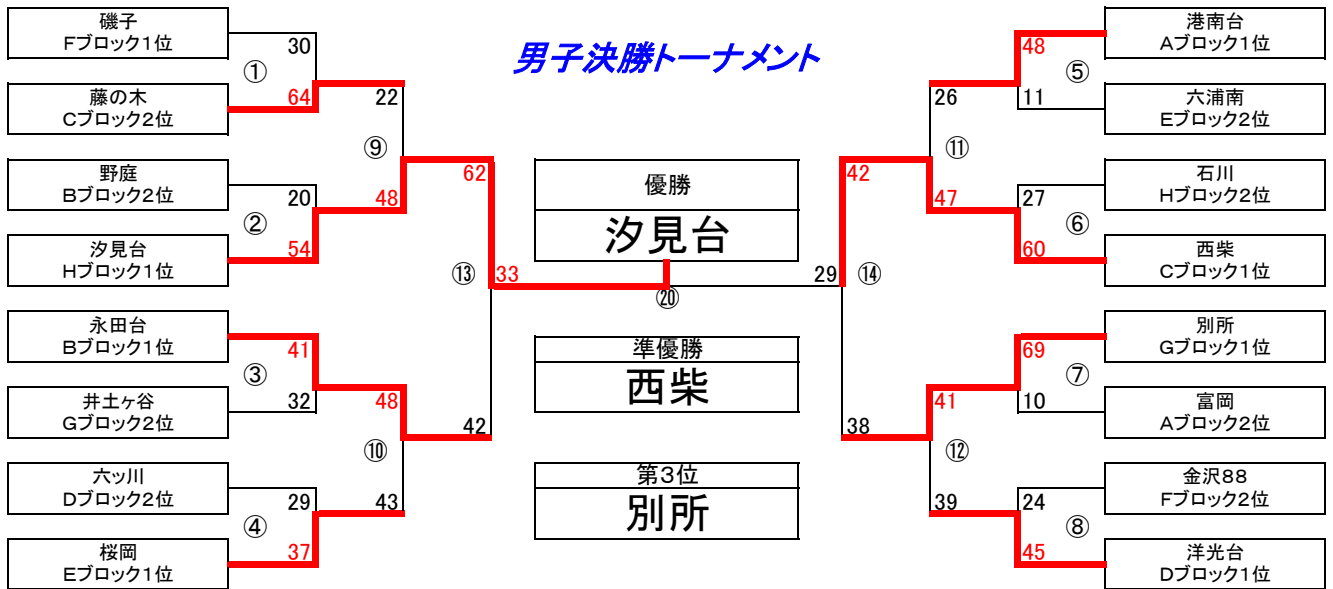 男子決勝トーナメント
磯子
Fブロック1位
30
①
藤の木
Cブロック2位
64
22
⑨
野庭
Bブロック2位
20
②
48
汐見台
Hブロック1位
54
62
⑬
33
永田台
Bブロック1位
41
③
井土ヶ谷
Gブロック2位
32
48
42
⑩
六ッ川
Dブロック2位
29
43
④
桜岡
Eブロック1位
37
優勝
汐見台
⑳
準優勝
西柴
第3位
別所
港南台
Aブロック1位
48
⑤
六浦南
Eブロック2位
11
26
⑪
石川
Hブロック2位
27
⑥
47
西柴
Cブロック1位
60
42
29
⑭
別所
Gブロック1位
69
⑦
富岡
Aブロック2位
10
41
38
⑫
金沢88
Fブロック2位
24
39
⑧
洋光台
Dブロック1位
45